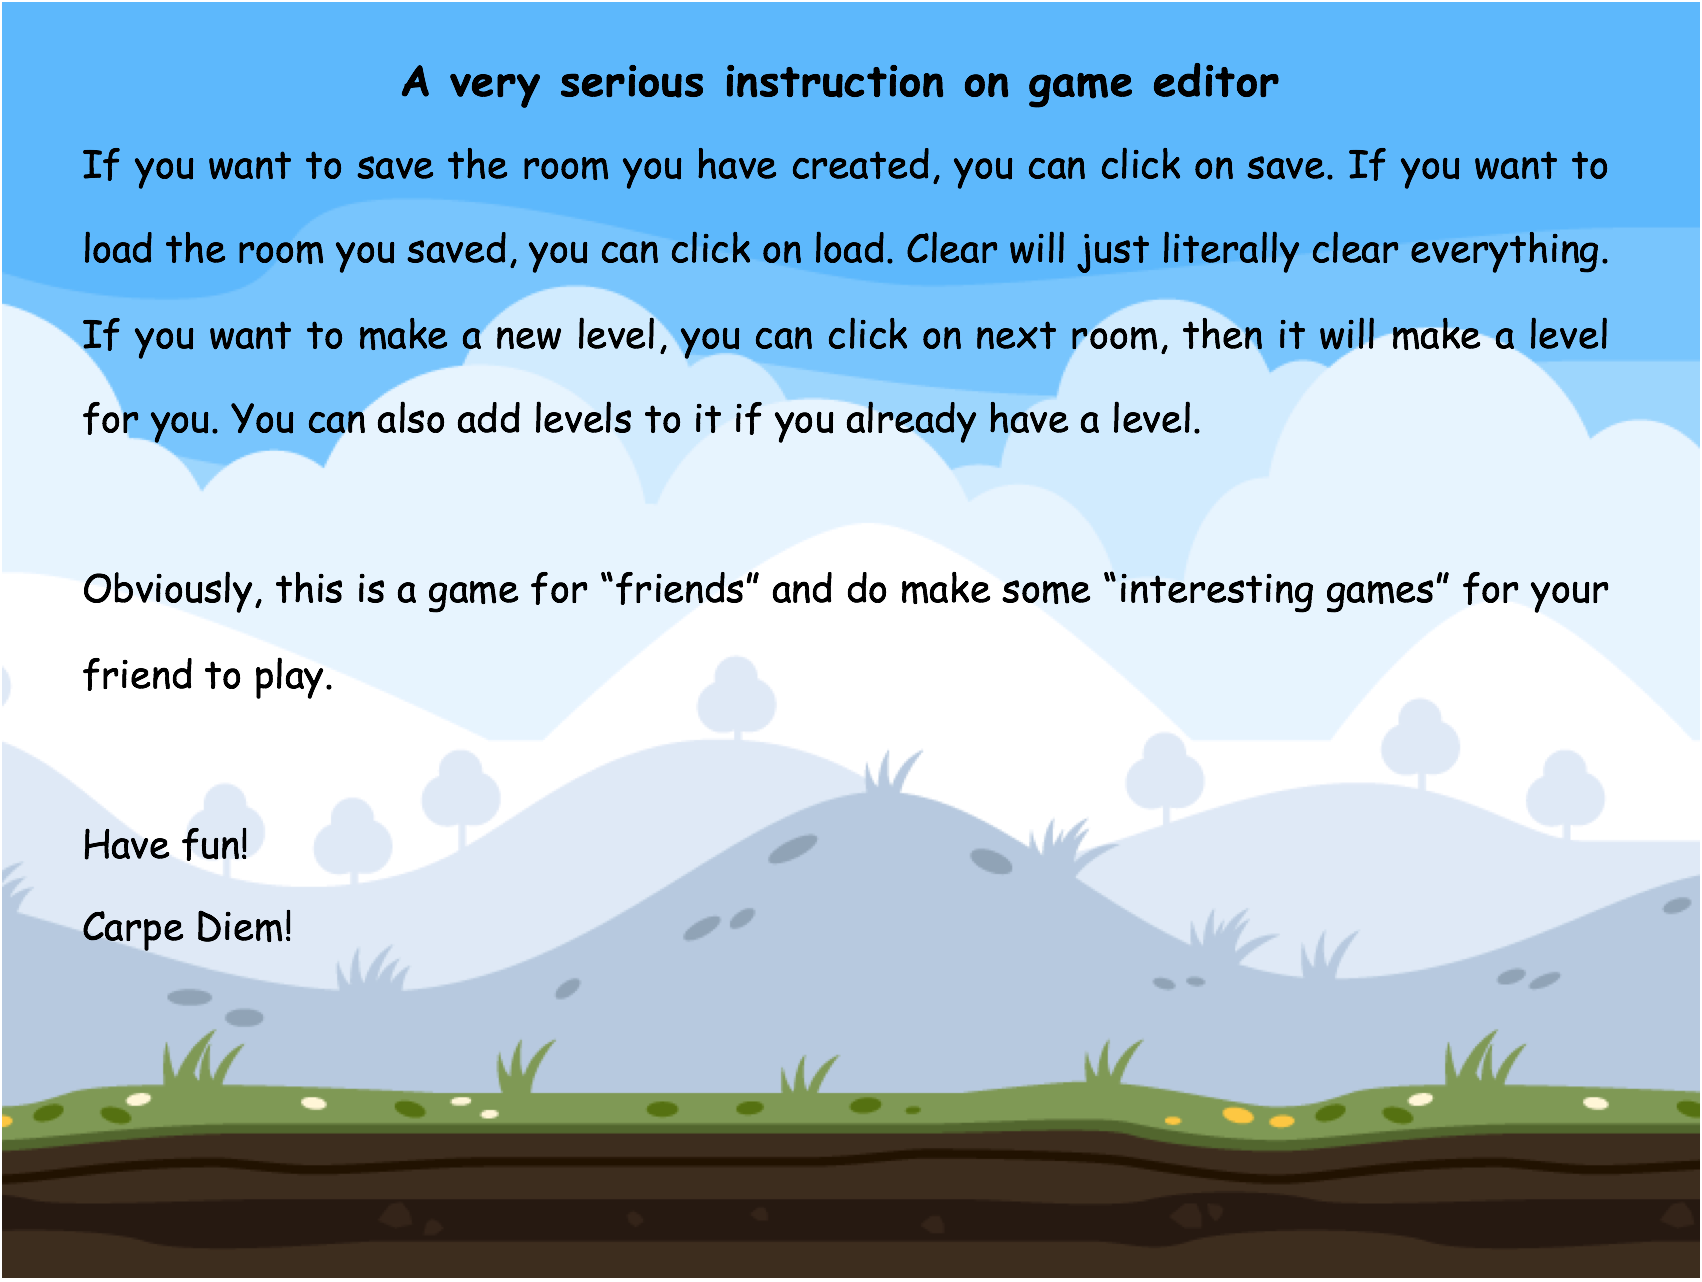 A very serious instruction on game editor
If you want to save the room you have created, you can click on save. If you want to
load the room you saved, you can click on load. Clear will just literally clear everything.
If you want to make a new level, you can click on next room, then it will make a level
for you. You can also add levels to it if you already have a level.
Obviously, this is a game for “friends” and do make some “interesting games” for your
friend to play.
Have fun!
Carpe Diem!